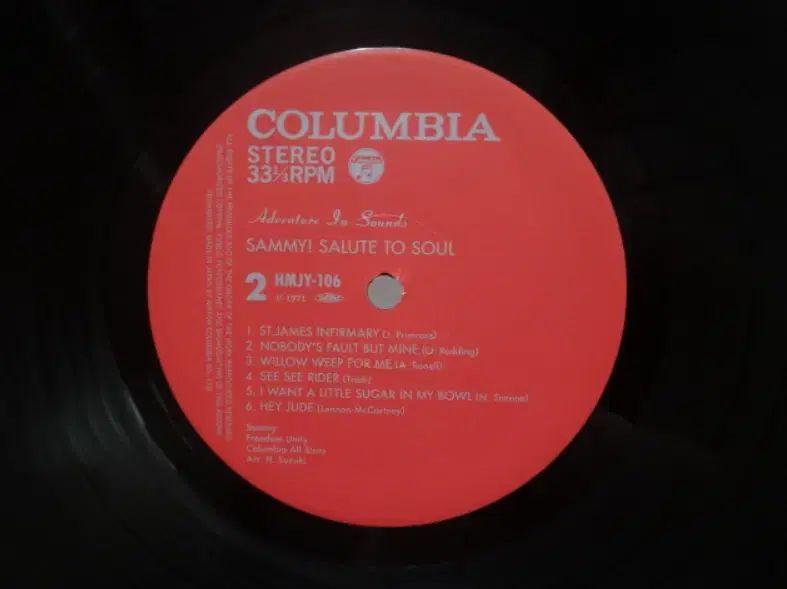 COLUMBIA
STEREO
33⅓RPM
Adventure In Sounds
SAMMY! SALUTE TO SOUL
2 HMJY-106
℗ 1971
1. ST.JAMES INFIRMARY (J. Primrose)
2. NOBODY'S FAULT BUT MINE (O. Redding)
3. WILLOW WEEP FOR ME (A. Ronell)
4. SEE SEE RIDER (Trad.)
5. I WANT A LITTLE SUGAR IN MY BOWL (N. Simone)
6. HEY JUDE (Lennon-McCartney)
Sammy
Freedom Unity
Columbia All Stars
Arr. H. Suzuki